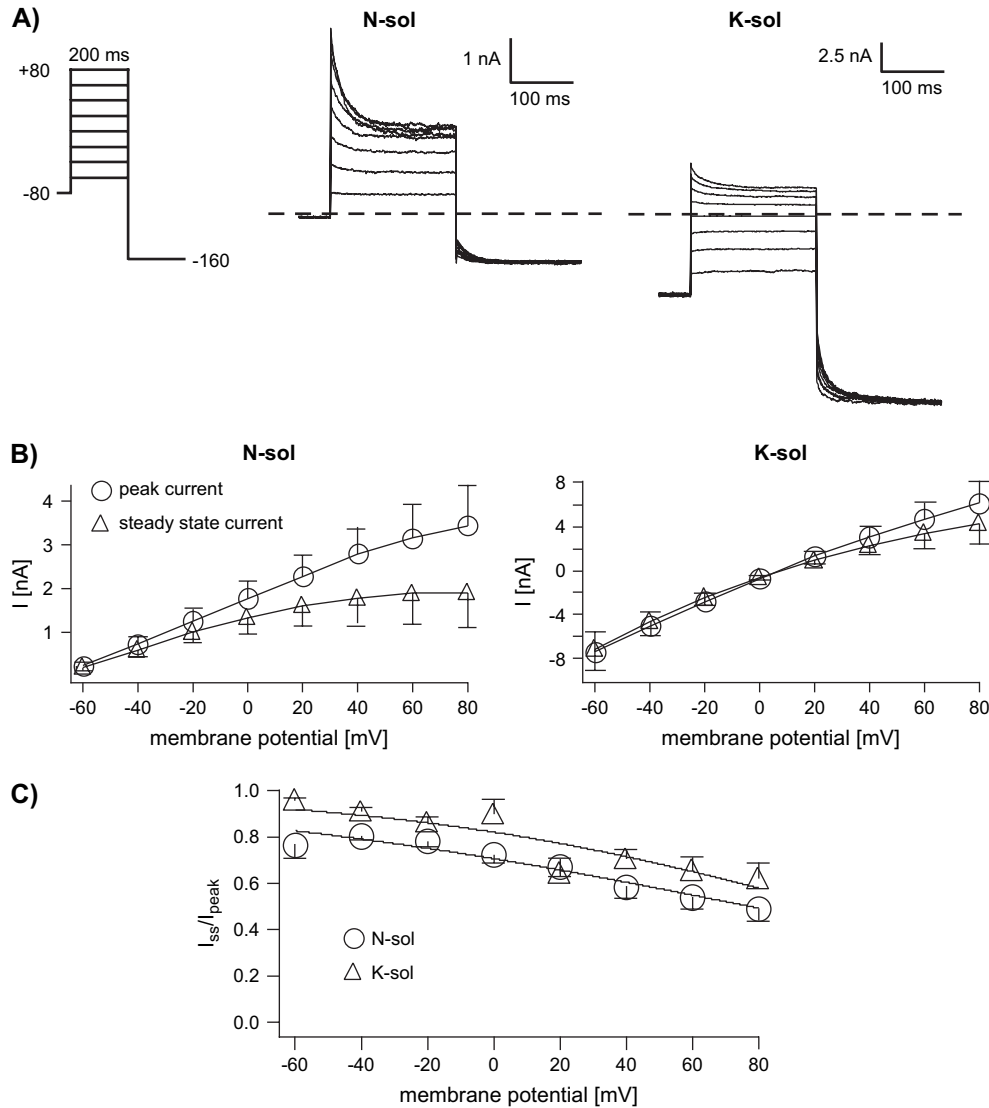 A)
N-sol
K-sol
200 ms
+80
-80
-160
1 nA
100 ms
2.5 nA
100 ms
B)
N-sol
K-sol
peak current
steady state current
I [nA]
4
3
2
1
-60 -40 -20 0 20 40 60 80
membrane potential [mV]
I [nA]
8
4
0
-4
-8
-60 -40 -20 0 20 40 60 80
membrane potential [mV]
C)
Iss/Ipeak
1.0
0.8
0.6
0.4
0.2
0.0
N-sol
K-sol
-60 -40 -20 0 20 40 60 80
membrane potential [mV]